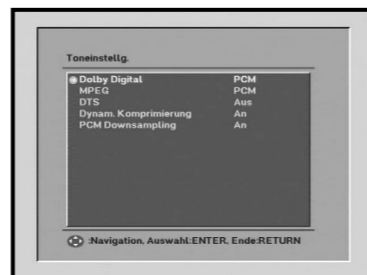 Toneinstellg.
Dolby Digital PCM
MPEG PCM
DTS Aus
Dynam. Komprimierung An
PCM Downsampling An
:Navigation, Auswahl:ENTER, Ende:RETURN